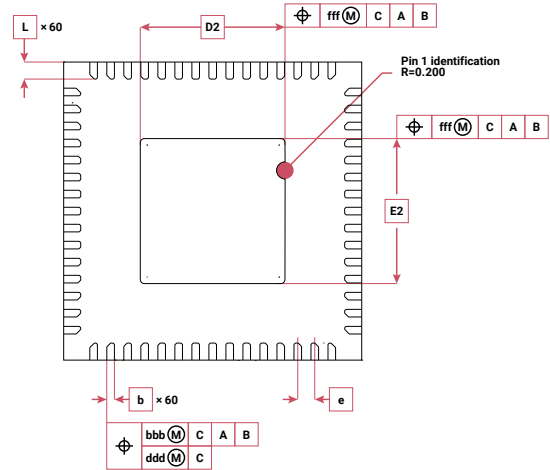 D2
fff Ⓜ C A B
L × 60
Pin 1 identification
R=0.200
fff Ⓜ C A B
E2
b × 60
e
bbb Ⓜ C A B
ddd Ⓜ C